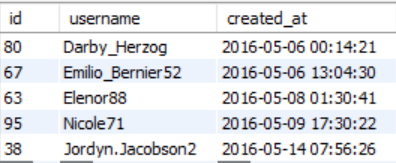 id username created_at
80 Darby_Herzog 2016-05-06 00:14:21
67 Emilio_Bernier52 2016-05-06 13:04:30
63 Elenor88 2016-05-08 01:30:41
95 Nicole71 2016-05-09 17:30:22
38 Jordyn.Jacobson2 2016-05-14 07:56:26